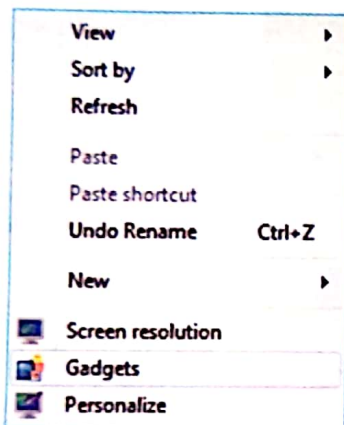 View
Sort by
Refresh
Paste
Paste shortcut
Undo Rename Ctrl+Z
New
Screen resolution
Gadgets
Personalize